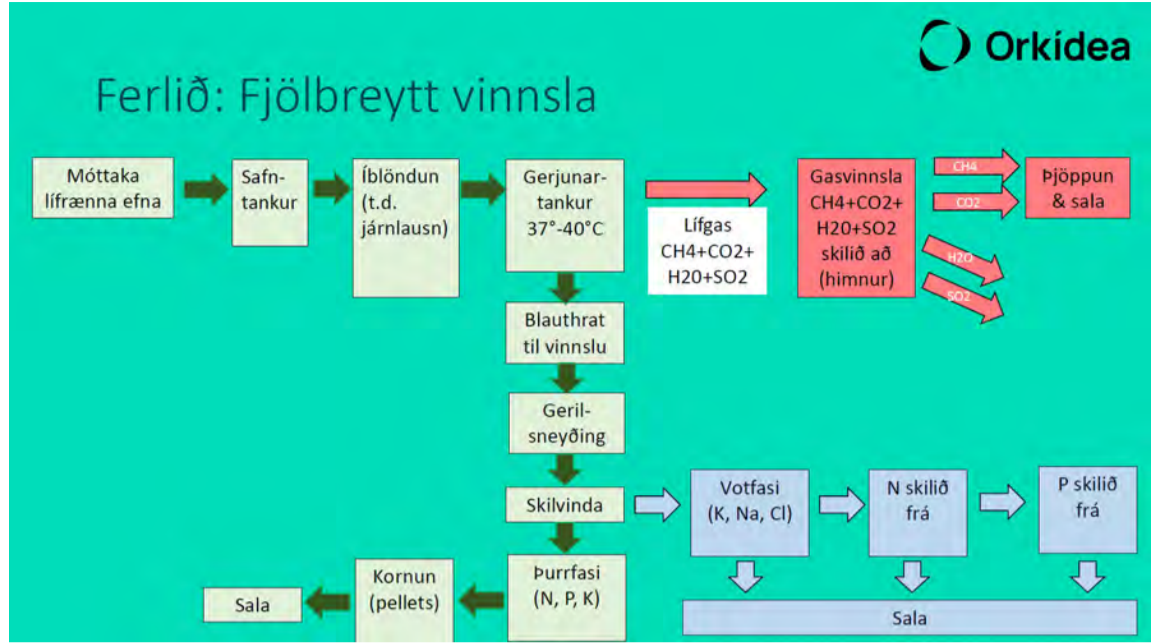 Orkídea
Ferlið: Fjölbreytt vinnsla
Móttaka
lífrænna efna
Safn-
tankur
Íblöndun
(t.d.
járnlausn)
Gerjunar-
tankur
37°-40°C
Lífgas
CH4+CO2+
H20+SO2
Gasvinnsla
CH4+CO2+
H20+SO2
skilið að
(himnur)
CH4
CO2
H2O
SO2
Þjöppun
& sala
Blauthrat
til vinnslu
Geril-
sneyðing
Skilvinda
Votfasi
(K, Na, Cl)
N skilið
frá
P skilið
frá
Þurrfasi
(N, P, K)
Kornun
(pellets)
Sala
Sala